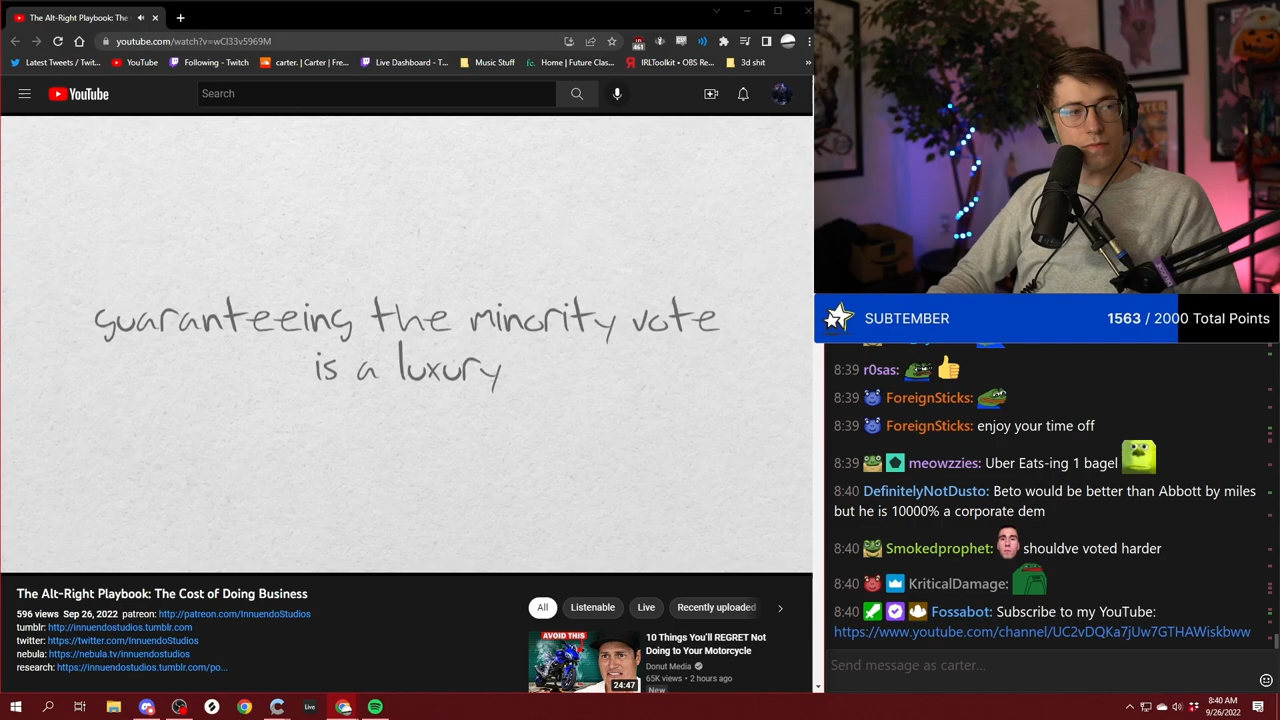 The Alt-Right Playbook: The
youtube.com/watch?v=wCl33v5969M
461
Latest Tweets / Twit...
YouTube
Following - Twitch
carter. | Carter | Fre...
Live Dashboard - T...
Music Stuff
Home | Future Clas...
IRLToolkit • OBS Re...
3d shit
YouTube
Search
guaranteeing the minority vote
is a luxury
The Alt-Right Playbook: The Cost of Doing Business
596 views Sep 26, 2022 patreon: http://patreon.com/InnuendoStudios
tumblr: http://innuendostudios.tumblr.com
twitter: https://twitter.com/InnuendoStudios
nebula: https://nebula.tv/innuendostudios
research: https://innuendostudios.tumblr.com/po...
All
Listenable
Live
Recently uploaded
AVOID THIS
24:47
10 Things You'll REGRET Not
Doing to Your Motorcycle
Donut Media
65K views • 2 hours ago
New
SUBTEMBER
1563 / 2000 Total Points
8:39 r0sas:
8:39 ForeignSticks:
8:39 ForeignSticks: enjoy your time off
8:39 meowzzies: Uber Eats-ing 1 bagel
8:40 DefinitelyNotDusto: Beto would be better than Abbott by miles
but he is 10000% a corporate dem
8:40 Smokedprophet: shouldve voted harder
8:40 KriticalDamage:
8:40 Fossabot: Subscribe to my YouTube:
https://www.youtube.com/channel/UC2vDQKa7jUw7GTHAWiskbww
Send message as carter...
Live
8:40 AM
9/26/2022